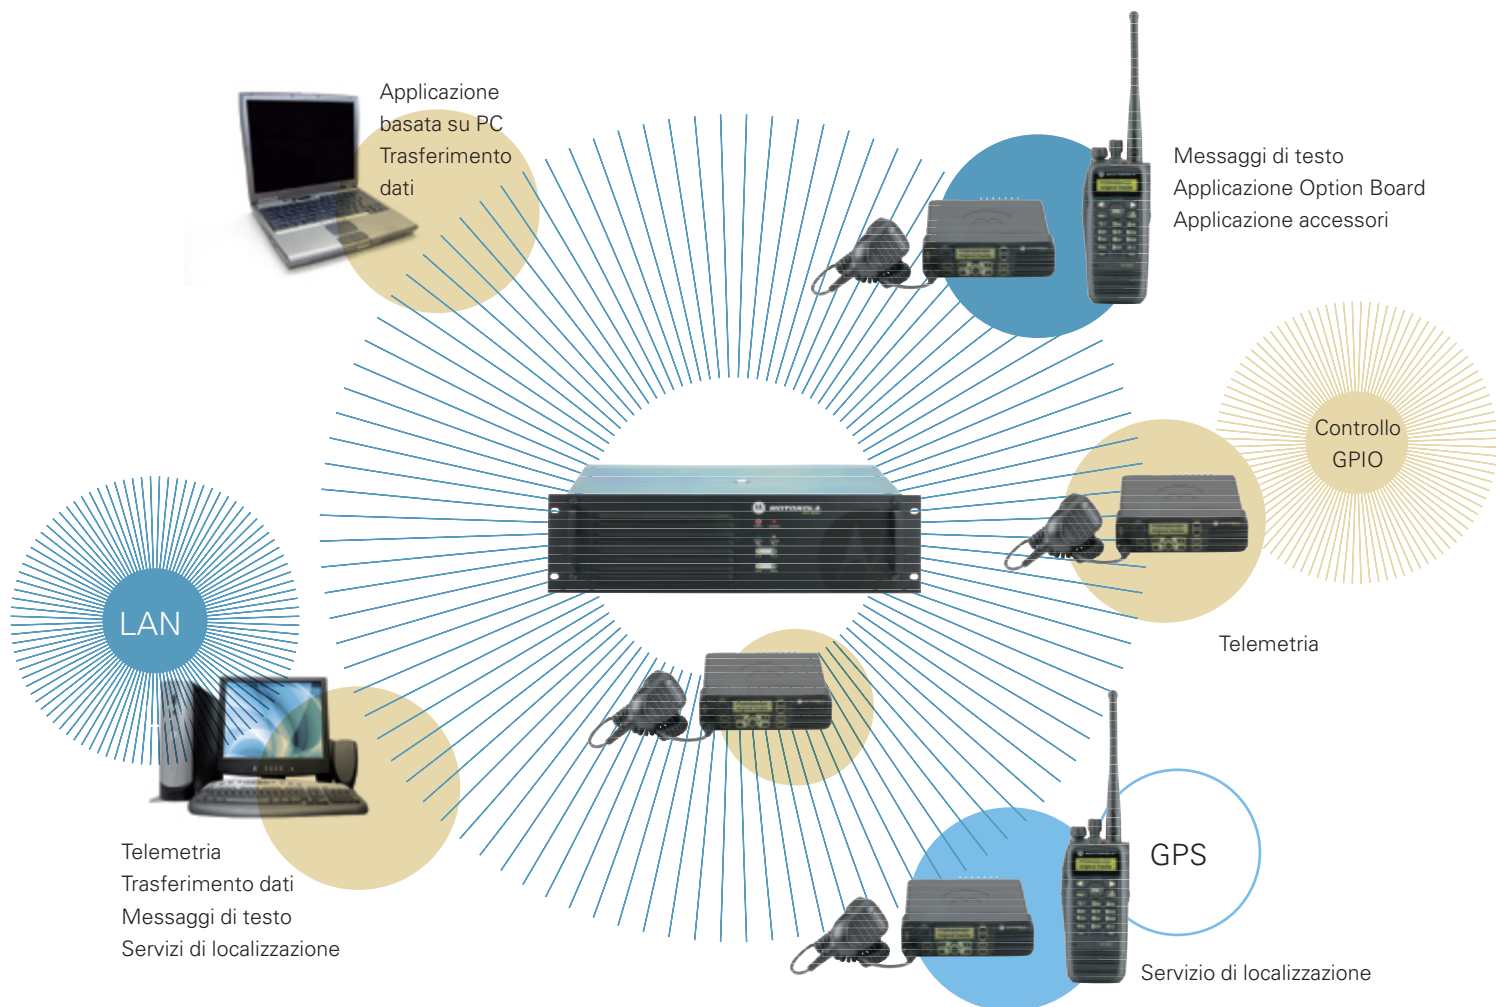 Applicazione
basata su PC
Trasferimento
dati
Messaggi di testo
Applicazione Option Board
Applicazione accessori
Controllo
GPIO
MOTOROLA
LAN
Telemetria
GPS
Telemetria
Trasferimento dati
Messaggi di testo
Servizi di localizzazione
Servizio di localizzazione